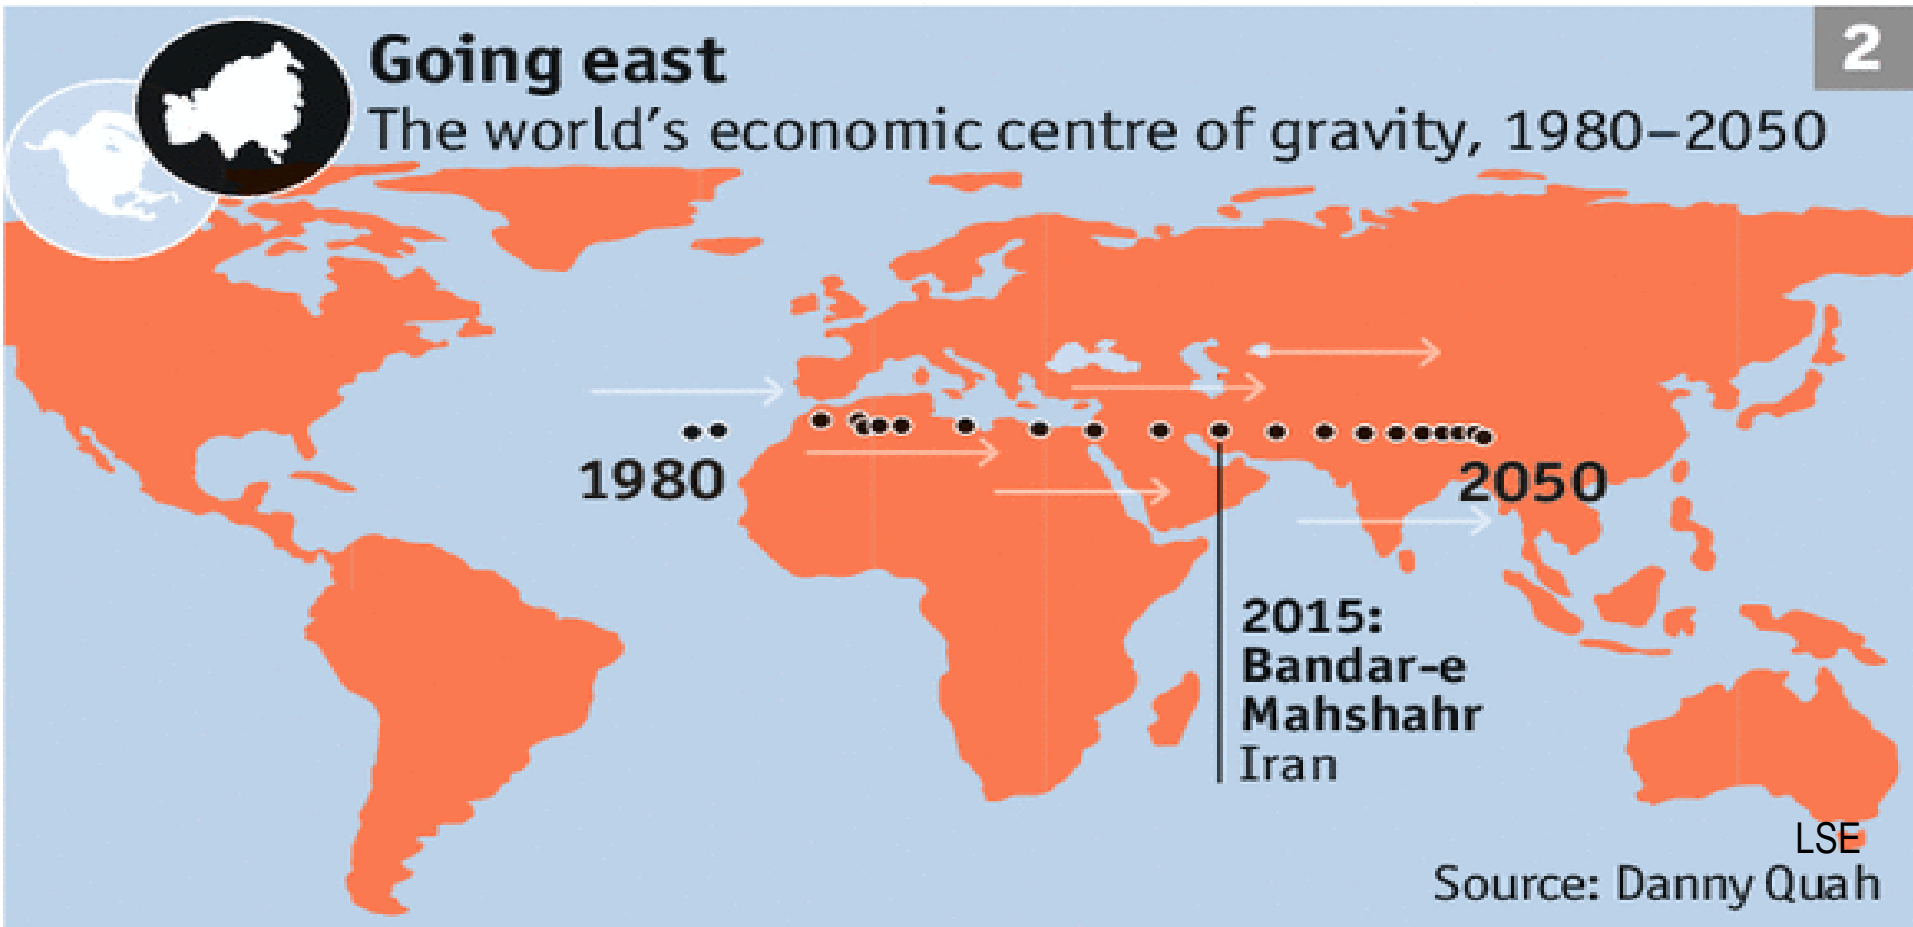 Going east
2
The world's economic centre of gravity, 1980–2050
1980
2050
2015:
Bandar-e
Mahshahr
Iran
LSE
Source: Danny Quah